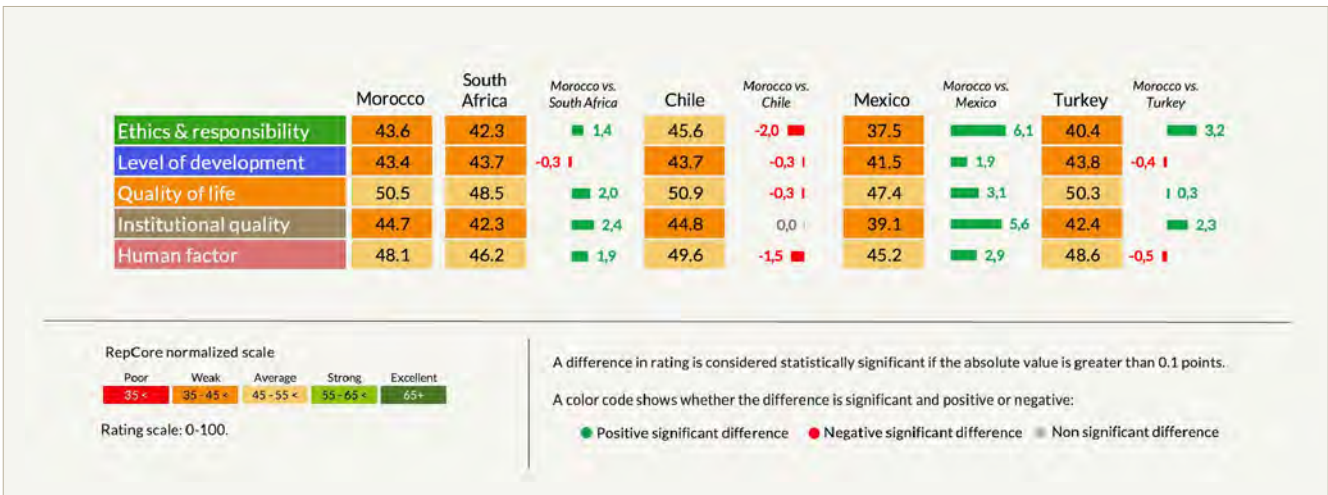 Morocco South Africa Morocco vs. South Africa Chile Morocco vs. Chile Mexico Morocco vs. Mexico Turkey Morocco vs. Turkey
Ethics & responsibility 43.6 42.3 1,4 45.6 -2,0 37.5 6,1 40.4 3,2
Level of development 43.4 43.7 -0,3 43.7 -0,3 41.5 1,9 43.8 -0,4
Quality of life 50.5 48.5 2,0 50.9 -0,3 47.4 3,1 50.3 0,3
Institutional quality 44.7 42.3 2,4 44.8 0,0 39.1 5,6 42.4 2,3
Human factor 48.1 46.2 1,9 49.6 -1,5 45.2 2,9 48.6 -0,5
RepCore normalized scale
Poor Weak Average Strong Excellent
35 < 35 - 45 < 45 - 55 < 55 - 65 < 65+
Rating scale: 0-100.
A difference in rating is considered statistically significant if the absolute value is greater than 0.1 points.
A color code shows whether the difference is significant and positive or negative:
Positive significant difference Negative significant difference Non significant difference